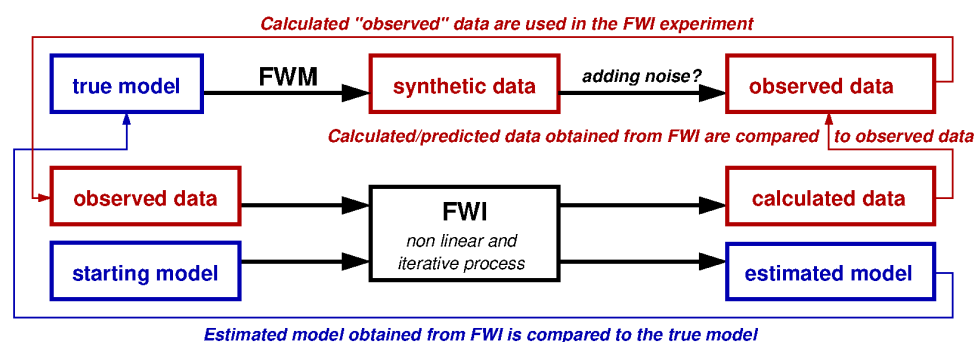 Calculated "observed" data are used in the FWI experiment
true model
FWM
synthetic data
adding noise?
observed data
Calculated/predicted data obtained from FWI are compared to observed data
observed data
FWI
non linear and
iterative process
calculated data
starting model
estimated model
Estimated model obtained from FWI is compared to the true model